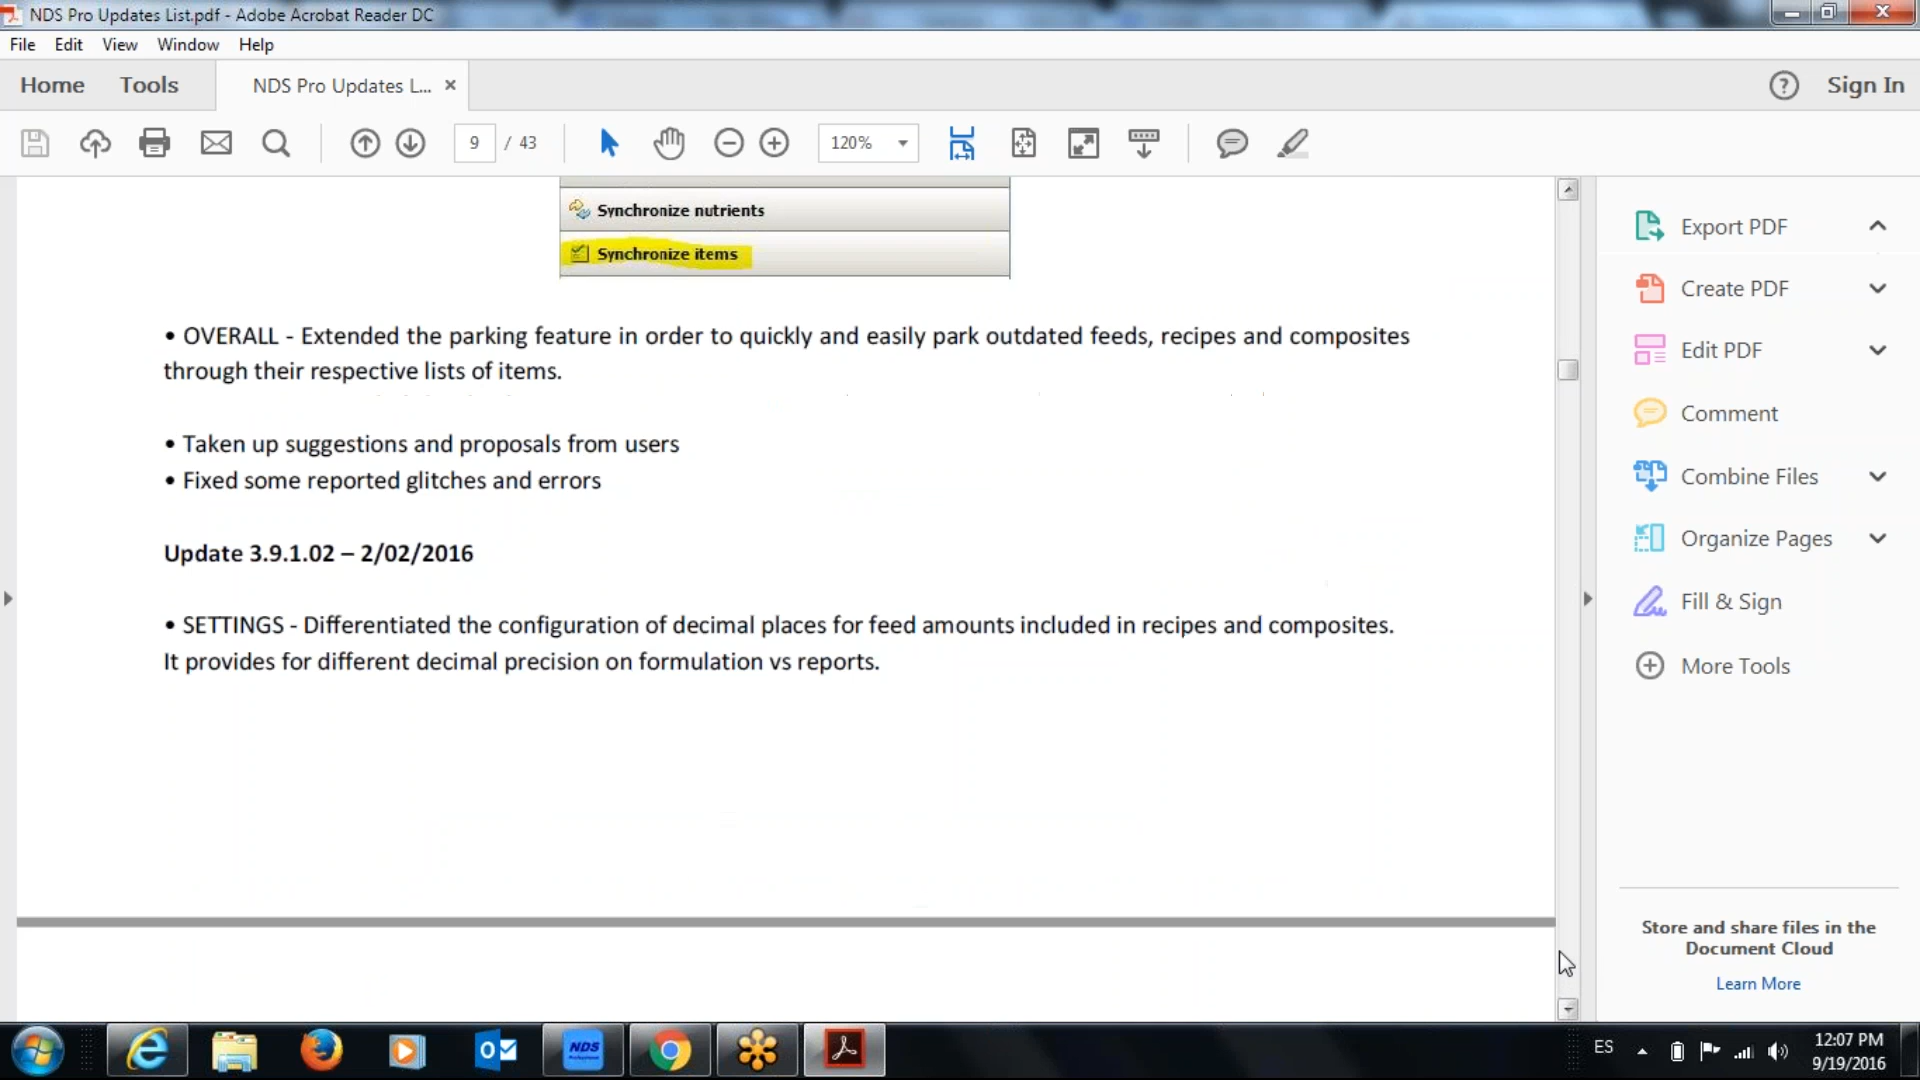 NDS Pro Updates List.pdf - Adobe Acrobat Reader DC
File Edit View Window Help
Home Tools NDS Pro Updates L... × ? Sign In
9 / 43 120%
Synchronize nutrients
Synchronize items
• OVERALL - Extended the parking feature in order to quickly and easily park outdated feeds, recipes and composites
through their respective lists of items.
• Taken up suggestions and proposals from users
• Fixed some reported glitches and errors
Update 3.9.1.02 – 2/02/2016
• SETTINGS - Differentiated the configuration of decimal places for feed amounts included in recipes and composites.
It provides for different decimal precision on formulation vs reports.
Export PDF
Create PDF
Edit PDF
Comment
Combine Files
Organize Pages
Fill & Sign
More Tools
Store and share files in the
Document Cloud
Learn More
NDS
ES
12:07 PM
9/19/2016